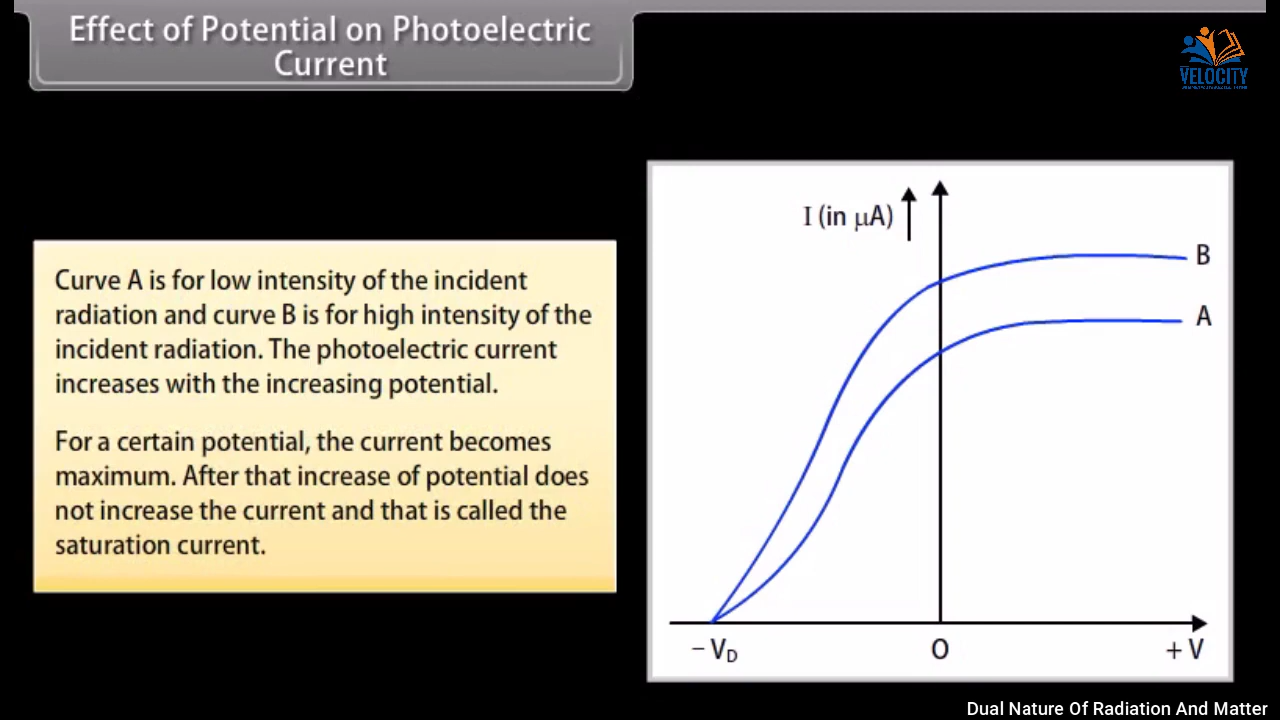 Effect of Potential on Photoelectric
Current
VELOCITY
Curve A is for low intensity of the incident
radiation and curve B is for high intensity of the
incident radiation. The photoelectric current
increases with the increasing potential.
For a certain potential, the current becomes
maximum. After that increase of potential does
not increase the current and that is called the
saturation current.
I (in μA)
B
A
– V_D
O
+ V
Dual Nature Of Radiation And Matter